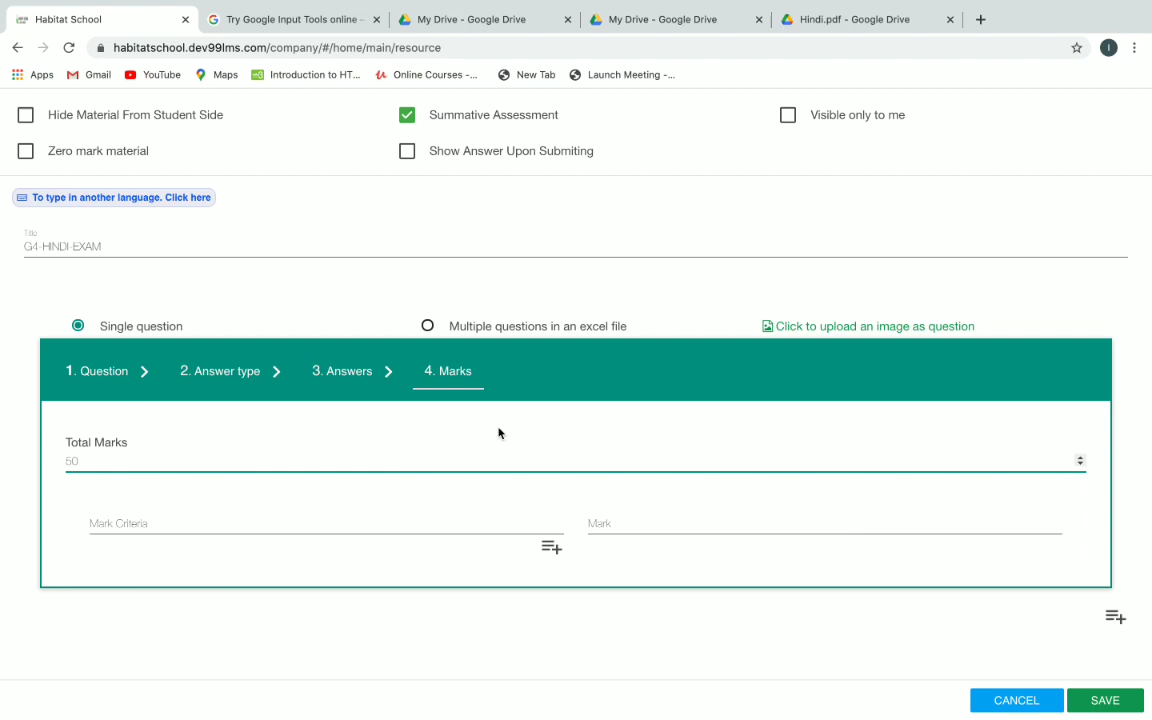 Habitat School
Try Google Input Tools online –
My Drive - Google Drive
My Drive - Google Drive
Hindi.pdf - Google Drive
habitatschool.dev99lms.com/company/#/home/main/resource
I
Apps
Gmail
YouTube
Maps
Introduction to HT...
Online Courses -...
New Tab
Launch Meeting -...
Hide Material From Student Side
Summative Assessment
Visible only to me
Zero mark material
Show Answer Upon Submiting
To type in another language. Click here
Title
G4-HINDI-EXAM
Single question
Multiple questions in an excel file
Click to upload an image as question
1. Question
2. Answer type
3. Answers
4. Marks
Total Marks
50
Mark Criteria
Mark
CANCEL
SAVE